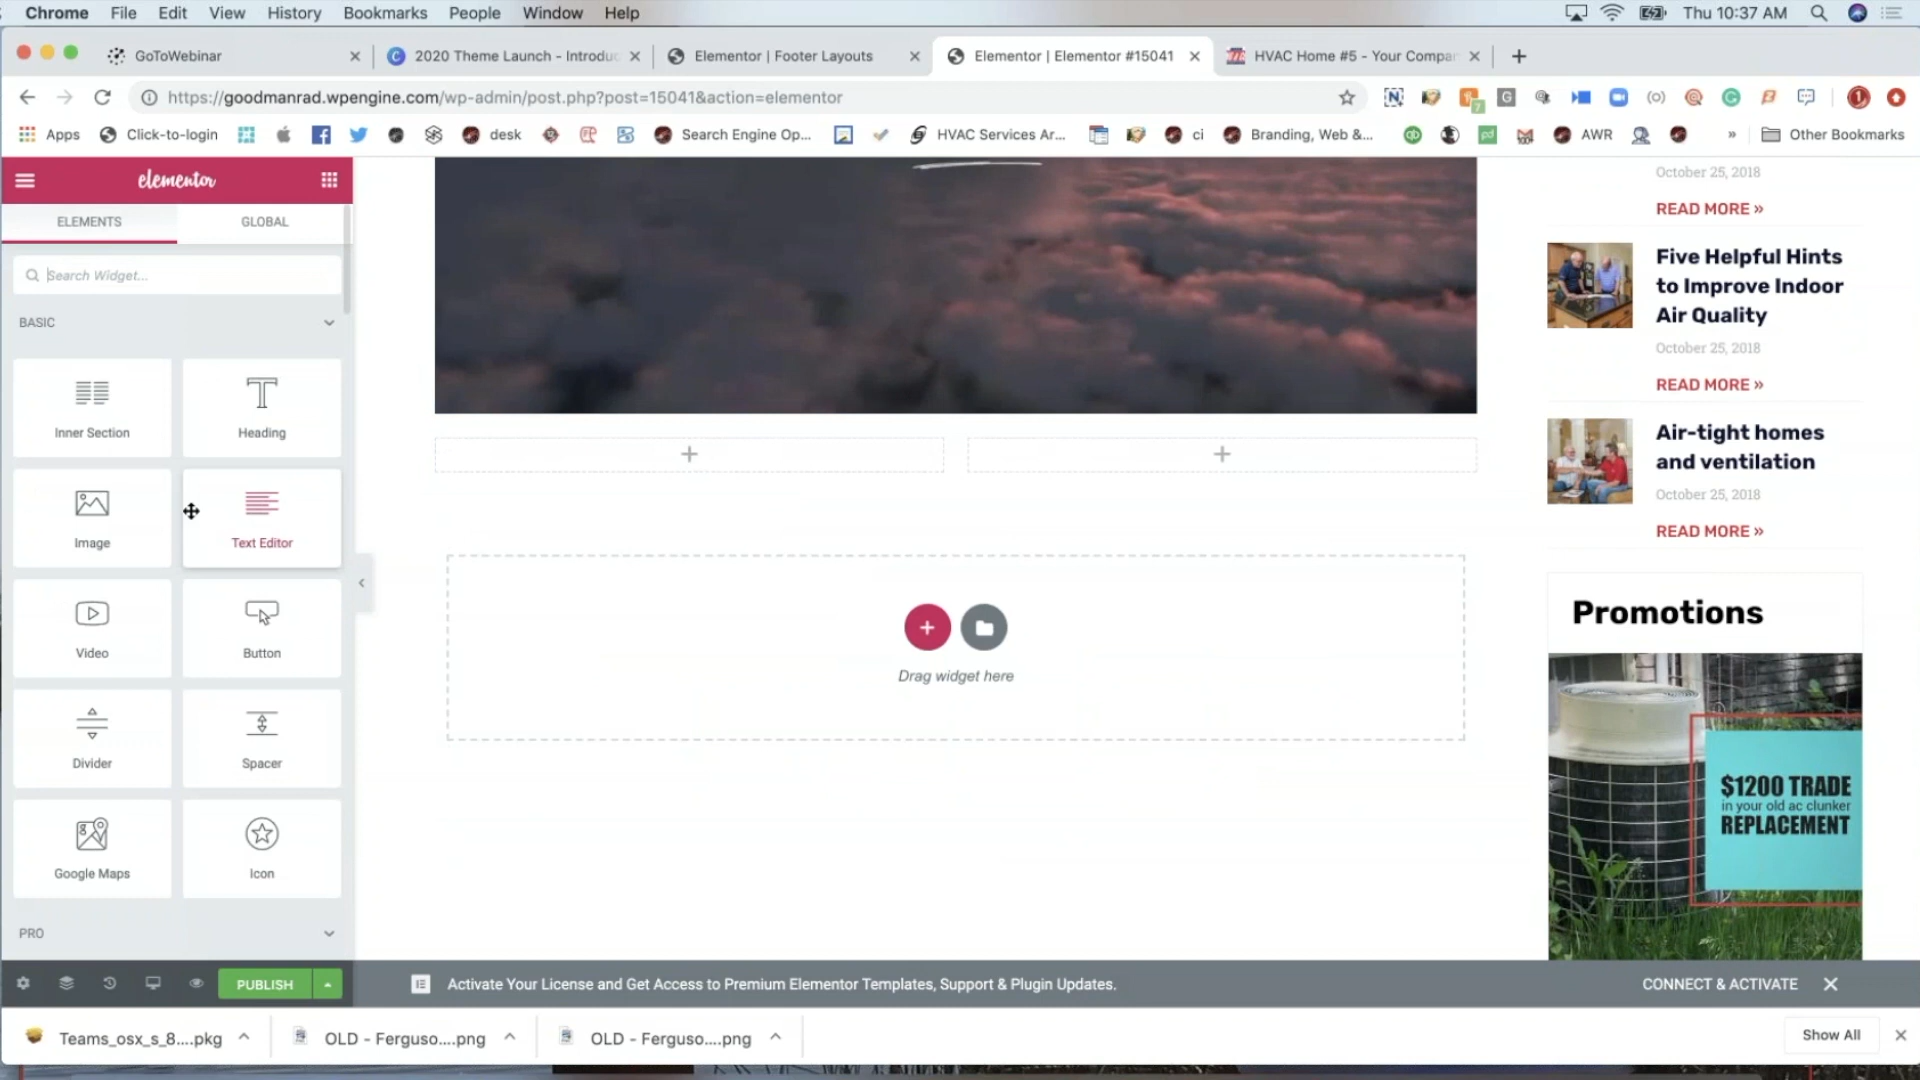 Chrome File Edit View History Bookmarks People Window Help Thu 10:37 AM
GoToWebinar 2020 Theme Launch - Introduc Elementor | Footer Layouts Elementor | Elementor #15041 HVAC Home #5 - Your Compan
https://goodmanrad.wpengine.com/wp-admin/post.php?post=15041&action=elementor
Apps Click-to-login desk Search Engine Op... HVAC Services Ar... ci Branding, Web &... AWR » Other Bookmarks
elementor
ELEMENTS GLOBAL
Search Widget...
BASIC
Inner Section Heading
Image Text Editor
Video Button
Divider Spacer
Google Maps Icon
PRO
PUBLISH
Drag widget here
October 25, 2018
READ MORE »
Five Helpful Hints
to Improve Indoor
Air Quality
October 25, 2018
READ MORE »
Air-tight homes
and ventilation
October 25, 2018
READ MORE »
Promotions
$1200 TRADE
in your old ac clunker
REPLACEMENT
Activate Your License and Get Access to Premium Elementor Templates, Support & Plugin Updates. CONNECT & ACTIVATE
Teams_osx_s_8....pkg OLD - Ferguso....png OLD - Ferguso....png Show All